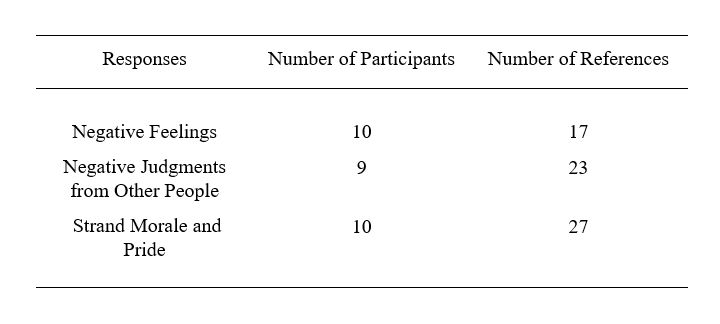 Responses Number of Participants Number of References
Negative Feelings 10 17
Negative Judgments
from Other People 9 23
Strand Morale and
Pride 10 27